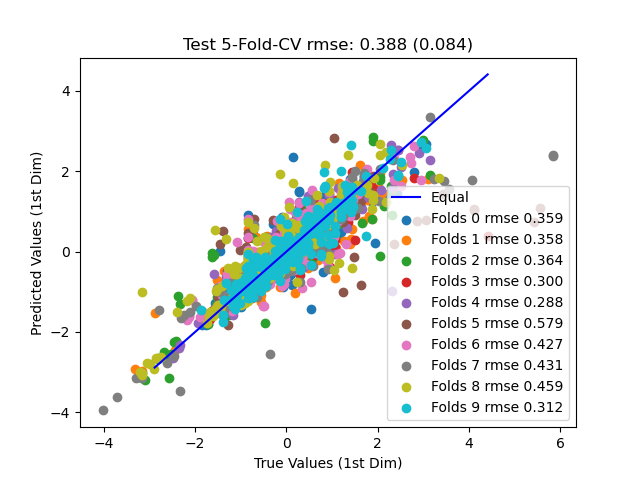 Test 5-Fold-CV rmse: 0.388 (0.084)
Predicted Values (1st Dim)
4
2
0
−2
−4
Equal
Folds 0 rmse 0.359
Folds 1 rmse 0.358
Folds 2 rmse 0.364
Folds 3 rmse 0.300
Folds 4 rmse 0.288
Folds 5 rmse 0.579
Folds 6 rmse 0.427
Folds 7 rmse 0.431
Folds 8 rmse 0.459
Folds 9 rmse 0.312
−4 −2 0 2 4 6
True Values (1st Dim)